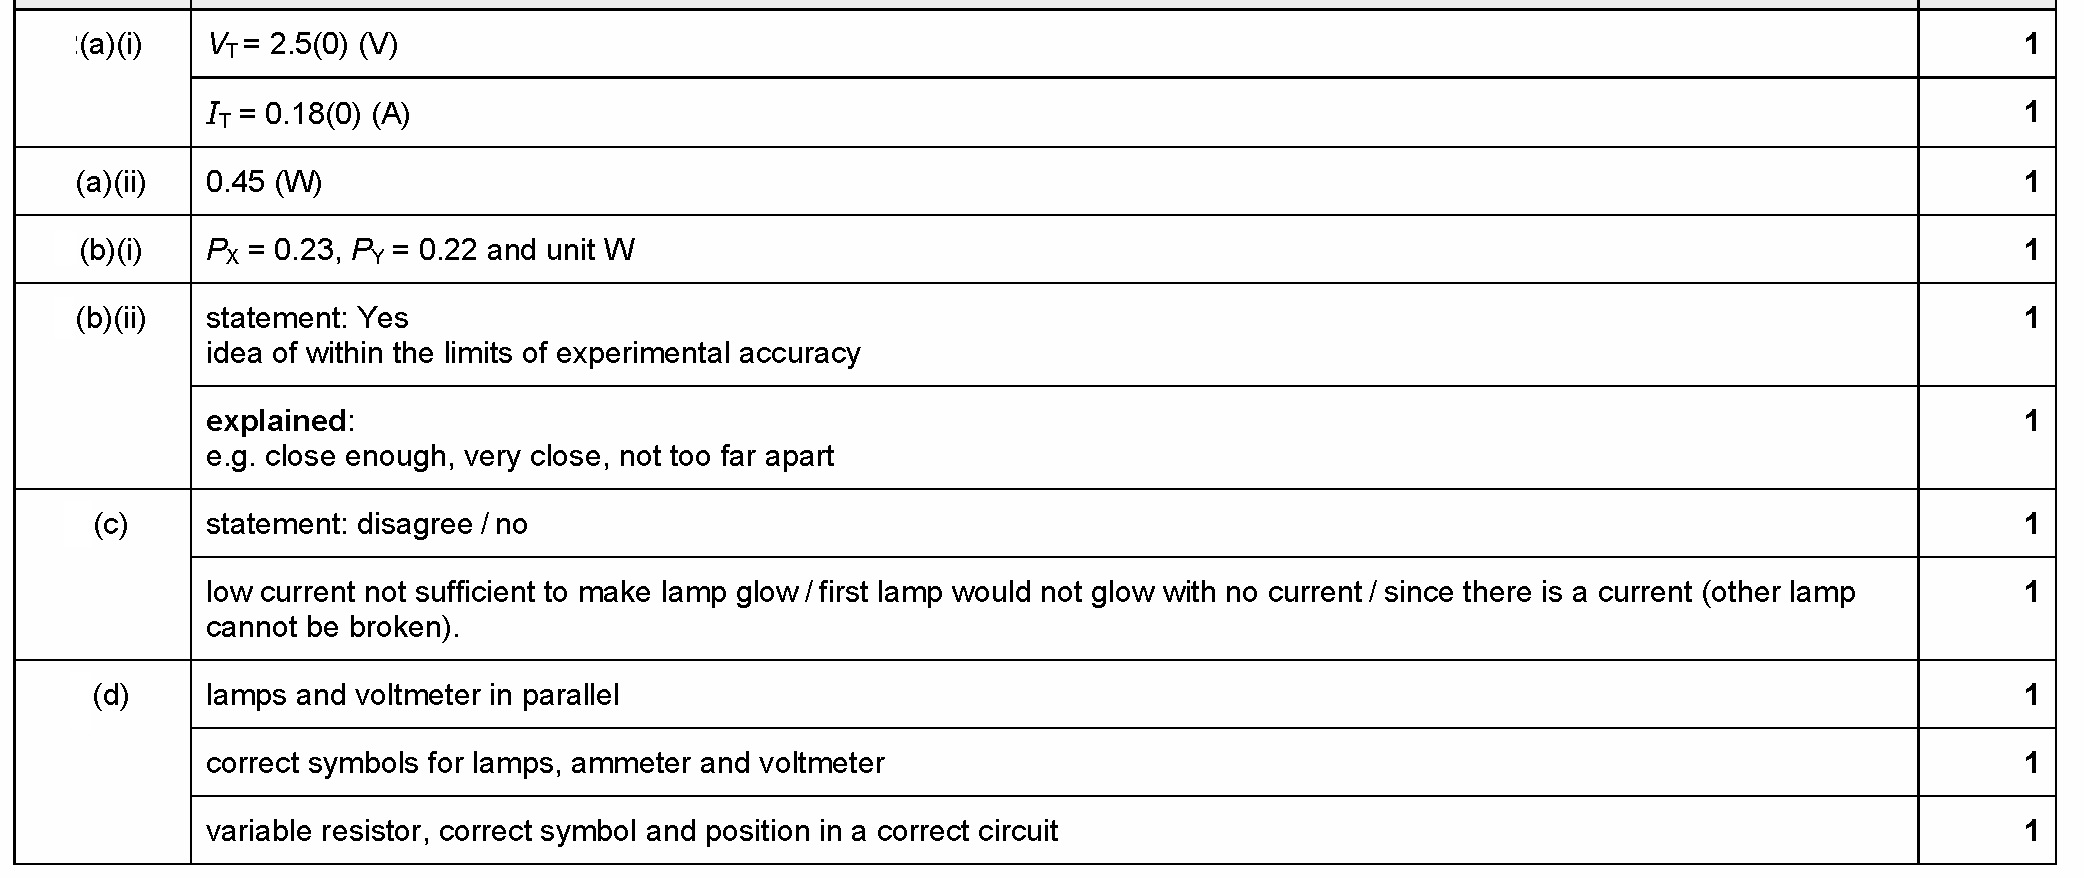 (a)(i) V_T = 2.5(0) (V) 1
I_T = 0.18(0) (A) 1
(a)(ii) 0.45 (W) 1
(b)(i) P_X = 0.23, P_Y = 0.22 and unit W 1
(b)(ii) statement: Yes 1
idea of within the limits of experimental accuracy
explained: 1
e.g. close enough, very close, not too far apart
(c) statement: disagree / no 1
low current not sufficient to make lamp glow / first lamp would not glow with no current / since there is a current (other lamp 1
cannot be broken).
(d) lamps and voltmeter in parallel 1
correct symbols for lamps, ammeter and voltmeter 1
variable resistor, correct symbol and position in a correct circuit 1